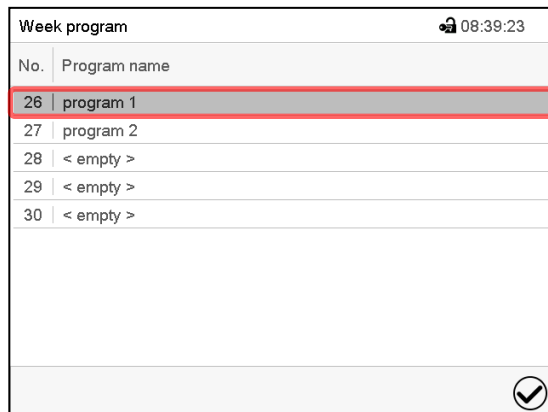 Week program 08:39:23
No. Program name
26 program 1
27 program 2
28 < empty >
29 < empty >
30 < empty >